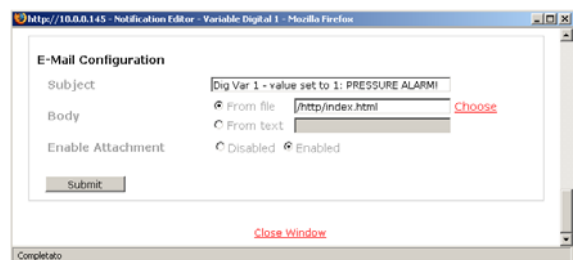 http://10.0.0.145 - Notification Editor - Variable Digital 1 - Mozilla Firefox
E-Mail Configuration
Subject Dig Var 1 - value set to 1: PRESSURE ALARM!
Body From file /http/index.html Choose
From text
Enable Attachment Disabled Enabled
Submit
Close Window
Completato